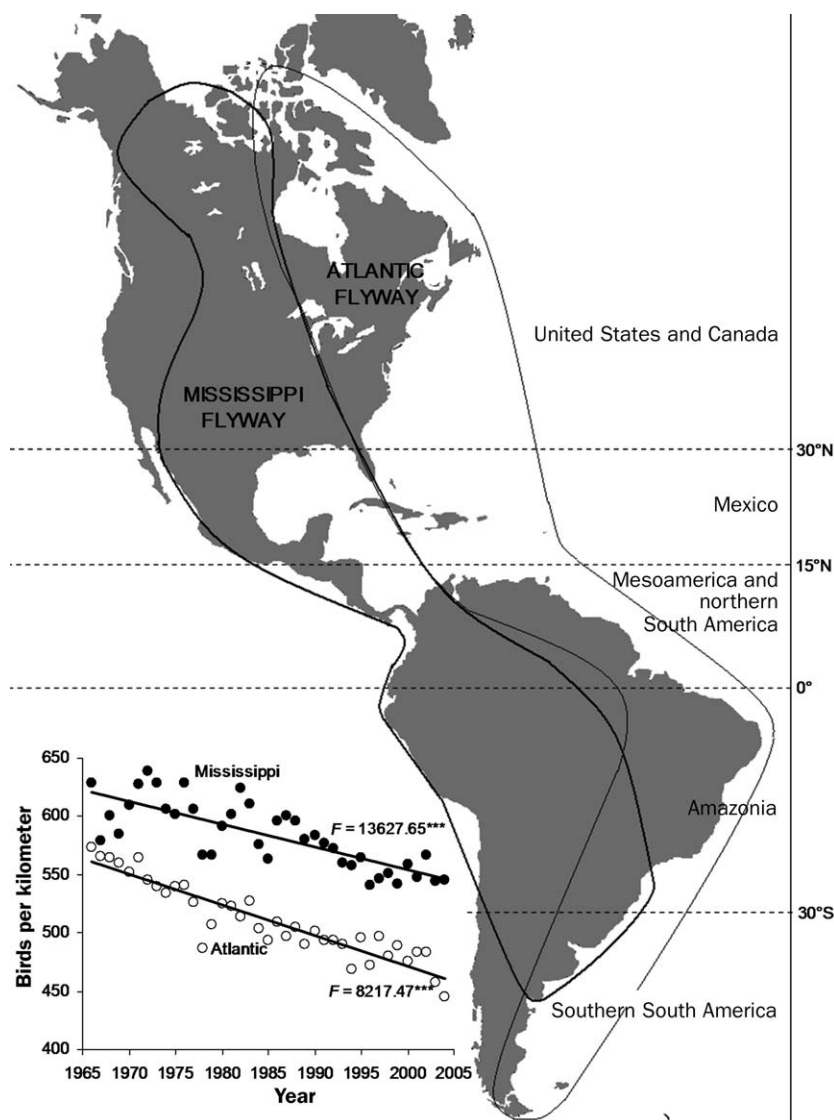 ATLANTIC
FLYWAY
United States and Canada
MISSISSIPPI
FLYWAY
30°N
Mexico
15°N
Mesoamerica and
northern
South America
0°
Amazonia
30°S
Southern South America
650
600
550
500
450
400
Birds per kilometer
Mississippi
F = 13627.65***
Atlantic
F = 8217.47***
1965 1970 1975 1980 1985 1990 1995 2000 2005
Year